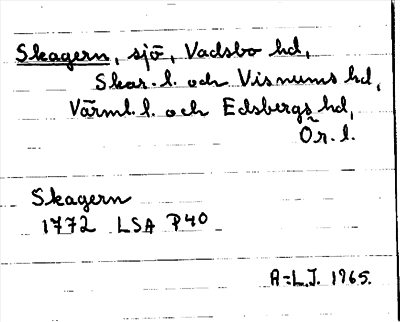 Skagern, sjö, Vadsbo hd,
Skar. l. och Visnums hd,
Värml. l. och Edsbergs hd,
Ör. l.
Skagern
1772 LSA P40
A-L.J. 1965.